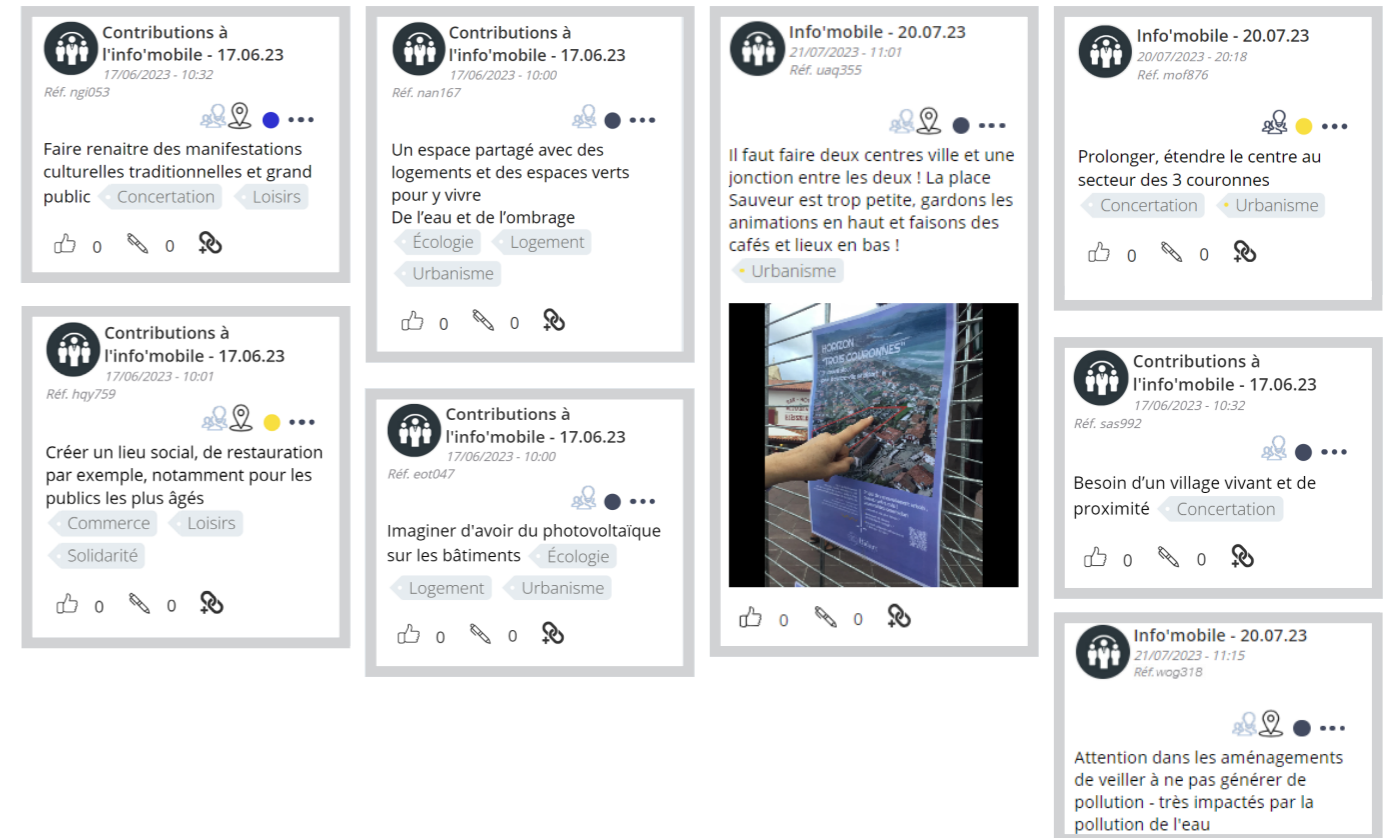 Contributions à
l'info'mobile - 17.06.23
17/06/2023 - 10:32
Réf. ngi053
Faire renaitre des manifestations
culturelles traditionnelles et grand
public Concertation Loisirs
0 0
Contributions à
l'info'mobile - 17.06.23
17/06/2023 - 10:01
Réf. hqy759
Créer un lieu social, de restauration
par exemple, notamment pour les
publics les plus âgés
Commerce Loisirs
Solidarité
0 0
Contributions à
l'info'mobile - 17.06.23
17/06/2023 - 10:00
Réf. nan167
Un espace partagé avec des
logements et des espaces verts
pour y vivre
De l’eau et de l’ombrage
Écologie Logement
Urbanisme
0 0
Contributions à
l'info'mobile - 17.06.23
17/06/2023 - 10:00
Réf. eot047
Imaginer d'avoir du photovoltaïque
sur les bâtiments Écologie
Logement Urbanisme
0 0
Info'mobile - 20.07.23
21/07/2023 - 11:01
Réf. uaq355
Il faut faire deux centres ville et une
jonction entre les deux ! La place
Sauveur est trop petite, gardons les
animations en haut et faisons des
cafés et lieux en bas !
Urbanisme
HORIZON
"TROIS COURONNES"
0 0
Info'mobile - 20.07.23
20/07/2023 - 20:18
Réf. mof876
Prolonger, étendre le centre au
secteur des 3 couronnes
Concertation Urbanisme
0 0
Contributions à
l'info'mobile - 17.06.23
17/06/2023 - 10:32
Réf. sas992
Besoin d’un village vivant et de
proximité Concertation
0 0
Info'mobile - 20.07.23
21/07/2023 - 11:15
Réf. wog318
Attention dans les aménagements
de veiller à ne pas générer de
pollution - très impactés par la
pollution de l'eau